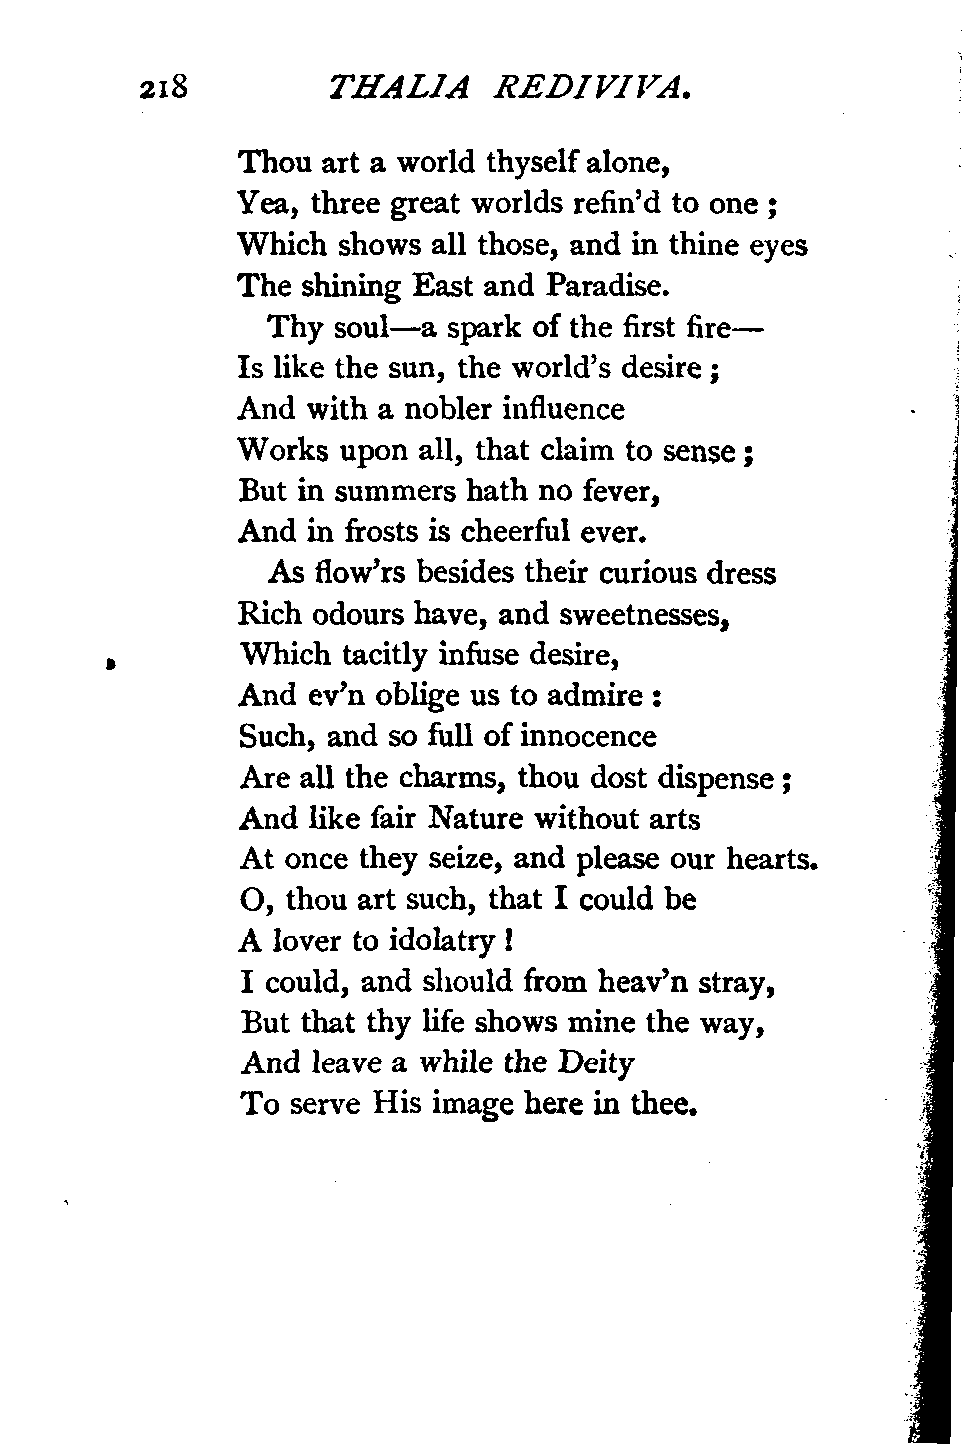 218 THALIA REDIVIVA.
Thou art a world thyself alone,
Yea, three great worlds refin'd to one ;
Which shows all those, and in thine eyes
The shining East and Paradise.
Thy soul—a spark of the first fire—
Is like the sun, the world's desire ;
And with a nobler influence
Works upon all, that claim to sense ;
But in summers hath no fever,
And in frosts is cheerful ever.
As flow'rs besides their curious dress
Rich odours have, and sweetnesses,
Which tacitly infuse desire,
And ev'n oblige us to admire :
Such, and so full of innocence
Are all the charms, thou dost dispense ;
And like fair Nature without arts
At once they seize, and please our hearts.
O, thou art such, that I could be
A lover to idolatry !
I could, and should from heav'n stray,
But that thy life shows mine the way,
And leave a while the Deity
To serve His image here in thee.